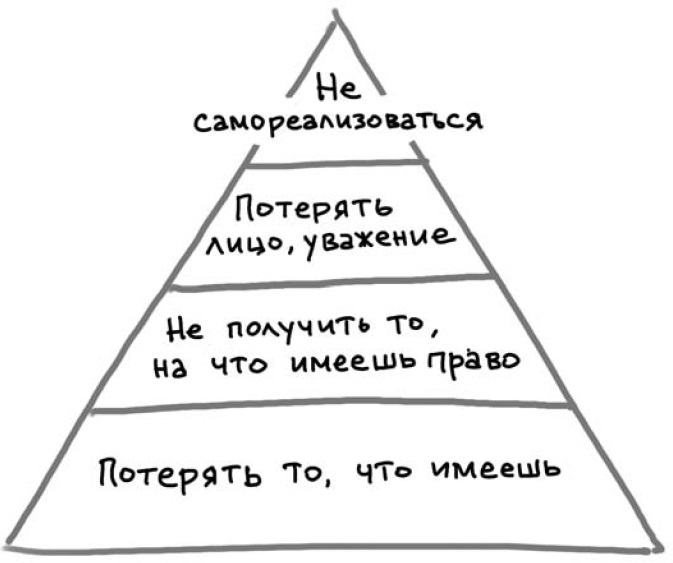 Не
самореализоваться
Потерять
лицо, уважение
Не получить то,
на что имеешь право
Потерять то, что имеешь